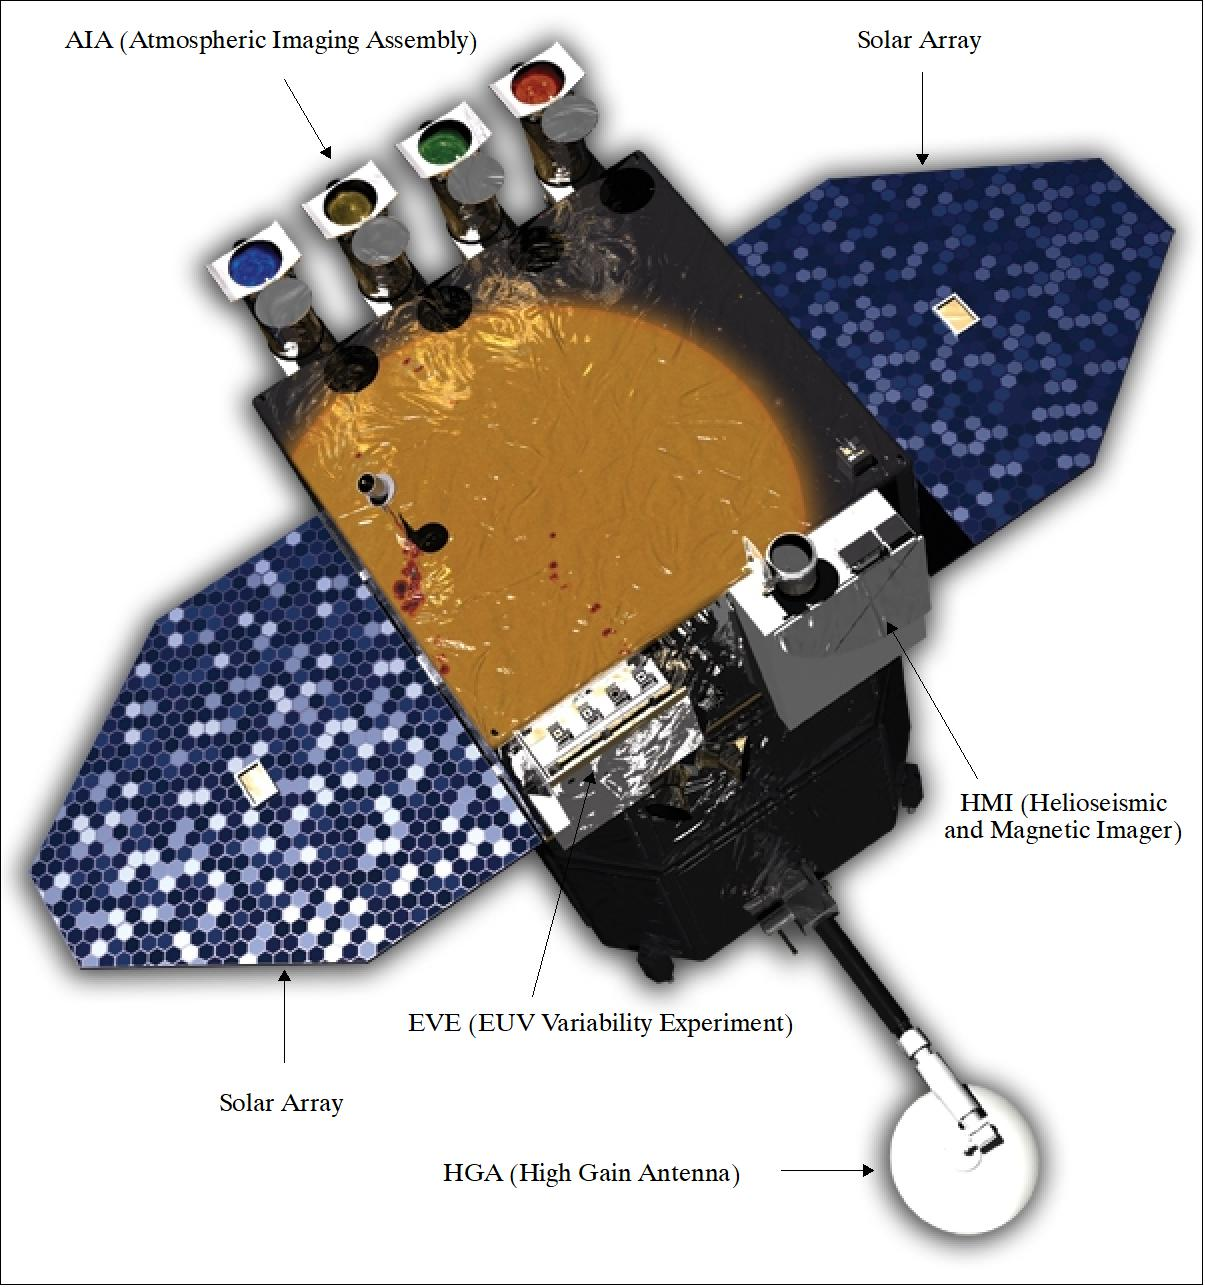 AIA (Atmospheric Imaging Assembly)
Solar Array
HMI (Helioseismic
and Magnetic Imager)
EVE (EUV Variability Experiment)
Solar Array
HGA (High Gain Antenna)